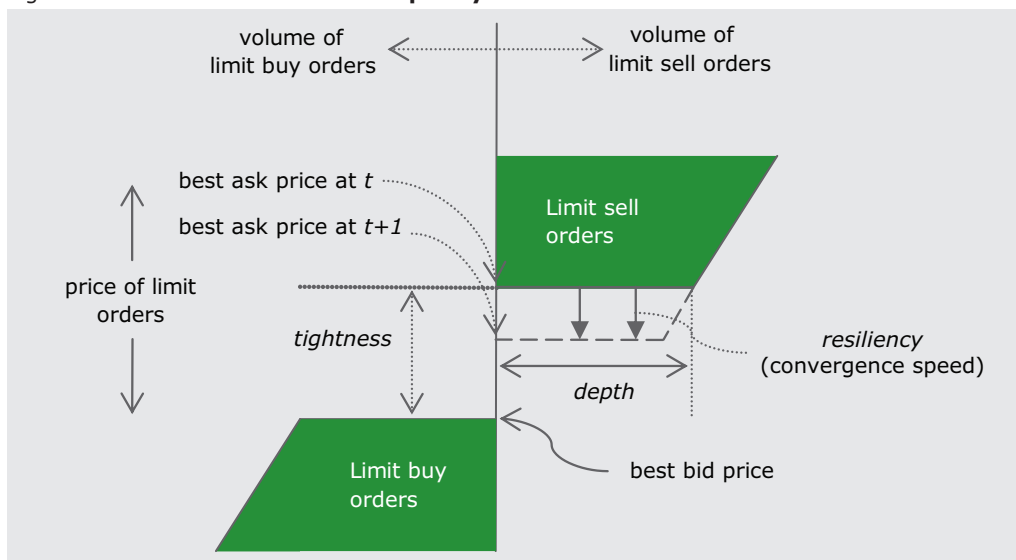 volume of
limit buy orders
volume of
limit sell orders
best ask price at t
best ask price at t+1
Limit sell
orders
price of limit
orders
tightness
resiliency
(convergence speed)
depth
Limit buy
orders
best bid price